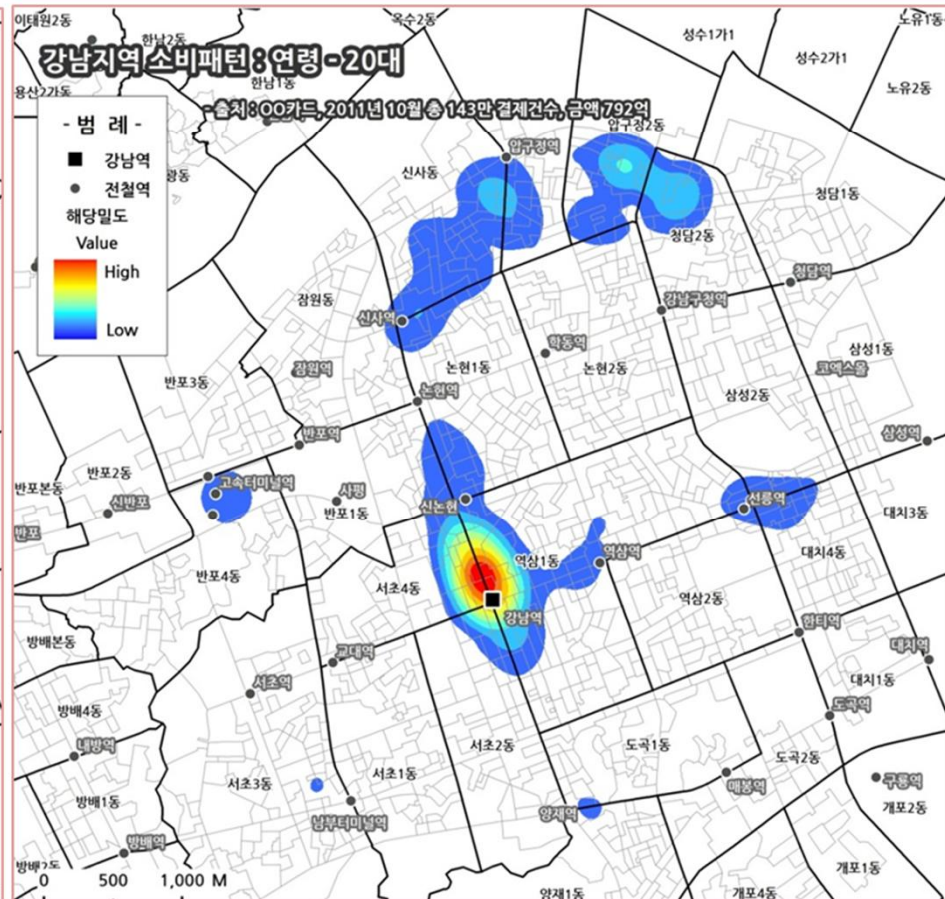 이태원2동
한남2동
옥수2동
성수1가1
노유1동
강남지역 소비패턴 : 연령 - 20대
성수2가1
한남1동
용산2가동
노유2동
- 출처 : OO카드, 2011년 10월 총 143만 결제건수, 금액 792억
- 범 례 -
강남역
전철역
해당밀도
Value
High
Low
압구정2동
압구정역
신사동
광동
청담1동
청담2동
청담역
강남구청역
잠원동
신사역
학동역
논현1동
논현2동
삼성1동
코엑스몰
잠원역
반포3동
논현역
삼성2동
반포역
삼성역
반포2동
고속터미널역
반포본동
신반포
사평
반포1동
신논현
선릉역
대치3동
반포
역삼1동
역삼역
대치4동
반포4동
서초4동
역삼2동
강남역
한티역
방배본동
교대역
대치역
서초역
대치1동
방배4동
도곡역
내방역
서초2동
도곡1동
도곡2동
서초3동
서초1동
매봉역
구룡역
방배1동
양재역
개포2동
남부터미널역
방배역
방배2동
개포1동
0 500 1,000 M
양재1동
개포4동